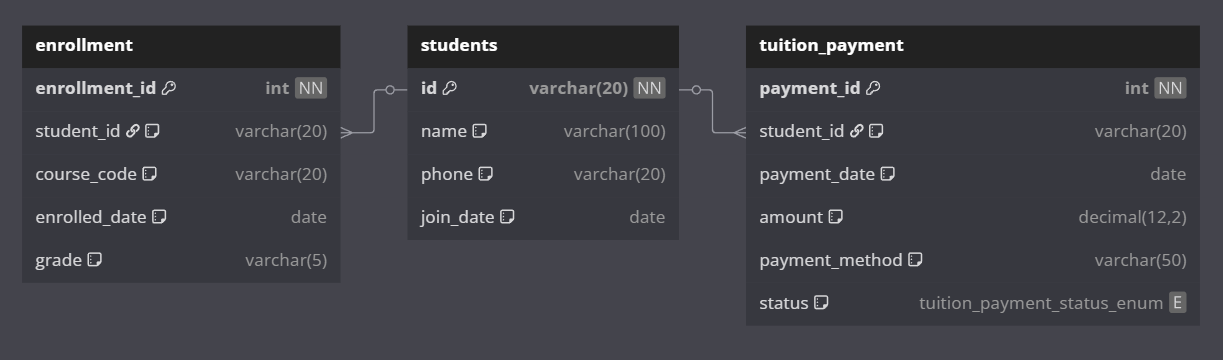 enrollment
enrollment_id int NN
student_id varchar(20)
course_code varchar(20)
enrolled_date date
grade varchar(5)
students
id varchar(20) NN
name varchar(100)
phone varchar(20)
join_date date
tuition_payment
payment_id int NN
student_id varchar(20)
payment_date date
amount decimal(12,2)
payment_method varchar(50)
status tuition_payment_status_enum E